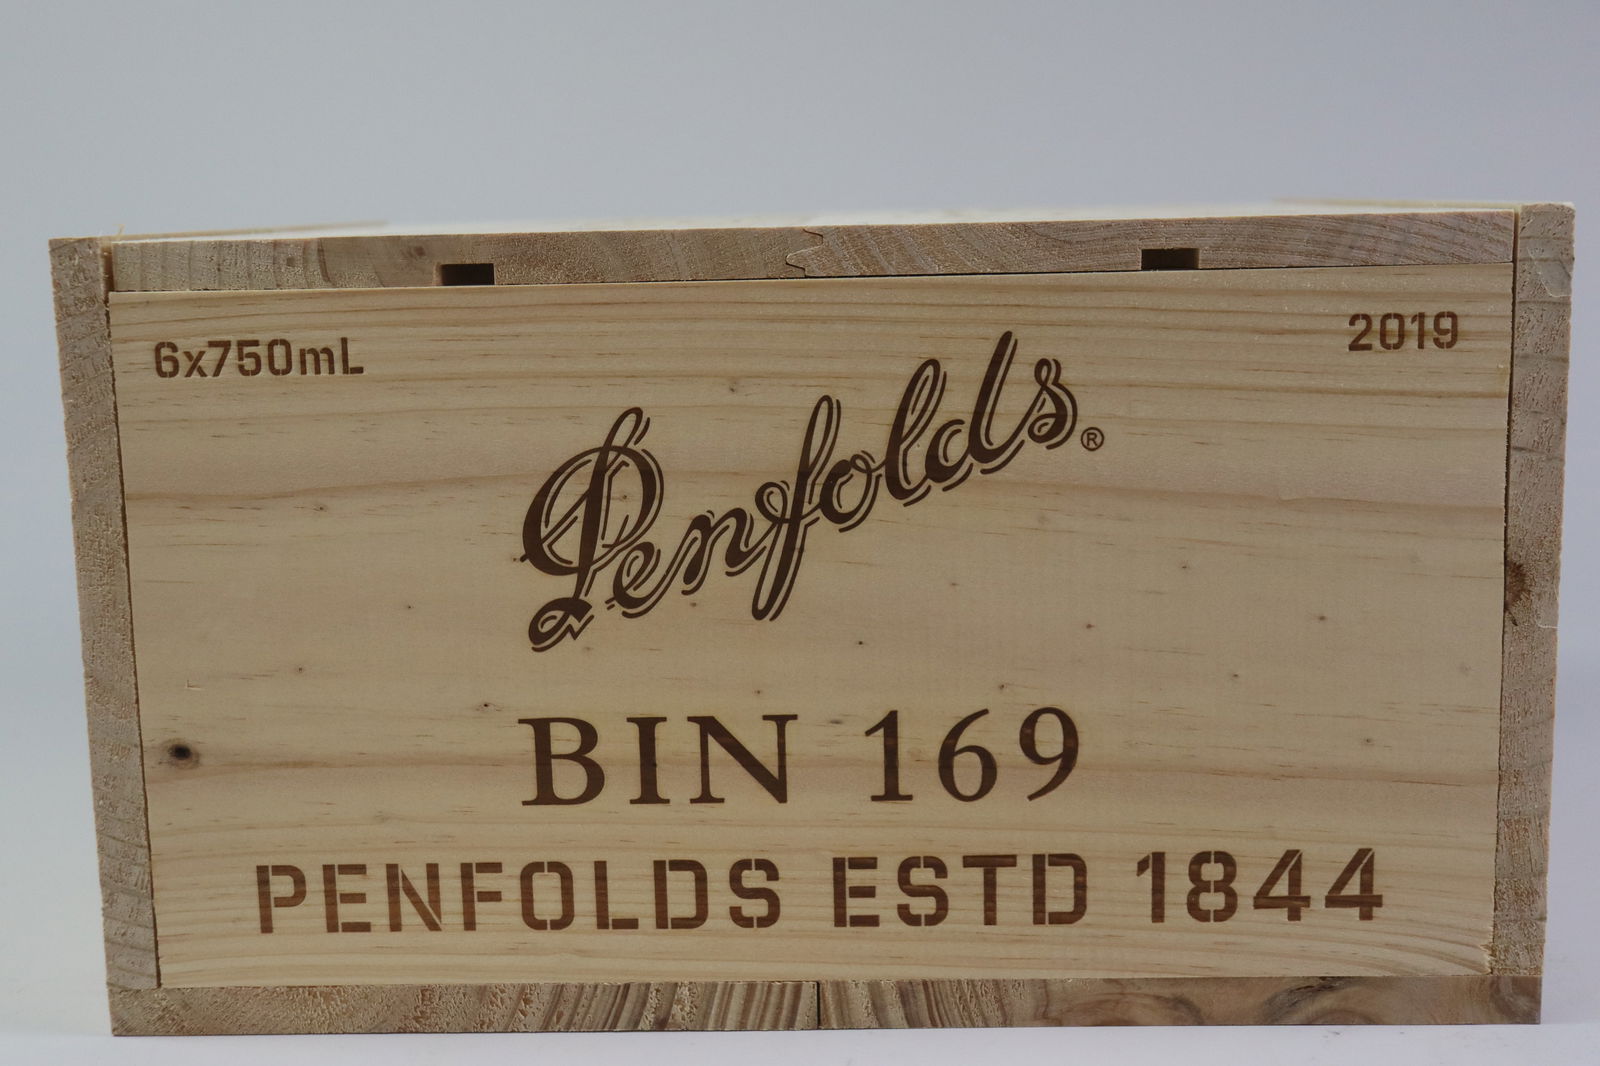 6x750mL
2019
Penfolds®
BIN 169
PENFOLDS ESTD 1844